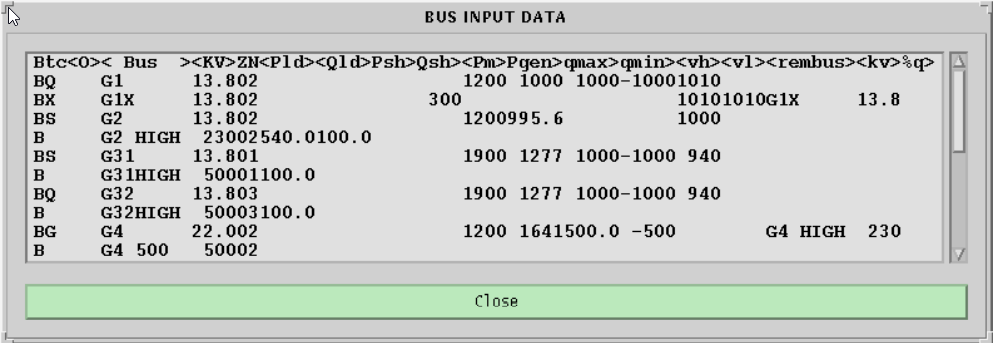 BUS INPUT DATA
Btc<O>< Bus  ><KV>ZN<Pld><Qld>Psh>Qsh><Pm>Pgen>qmax>qmin><vh><vl><rembus><kv>%q>
BQ    G1      13.802                  1200 1000 1000-10001010
BX    G1X     13.802               300                   10101010G1X     13.8
BS    G2      13.802                  1200995.6          1000
B     G2 HIGH  23002540.0100.0
BS    G31     13.801                  1900 1277 1000-1000 940
B     G31HIGH  50001100.0
BQ    G32     13.803                  1900 1277 1000-1000 940
B     G32HIGH  50003100.0
BG    G4      22.002                  1200 1641500.0 -500        G4 HIGH  230
B     G4 500   50002
Close